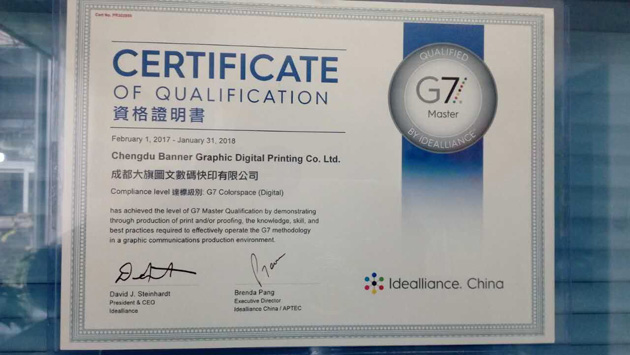 CERTIFICATE
OF QUALIFICATION
資格證明書
February 1, 2017 - January 31, 2018
Chengdu Banner Graphic Digital Printing Co. Ltd.
成都大旗圖文數碼快印有限公司
Compliance level 達標級別: G7 Colorspace (Digital)
has achieved the level of G7 Master Qualification by demonstrating
through production of print and/or proofing, the knowledge, skill, and
best practices required to effectively operate the G7 methodology
in a graphic communications production environment.
David J. Steinhardt
President & CEO
Idealliance
Brenda Pang
Executive Director
Idealliance China / APTEC
QUALIFIED
G7
Master
BY IDEALLIANCE
Idealliance. China